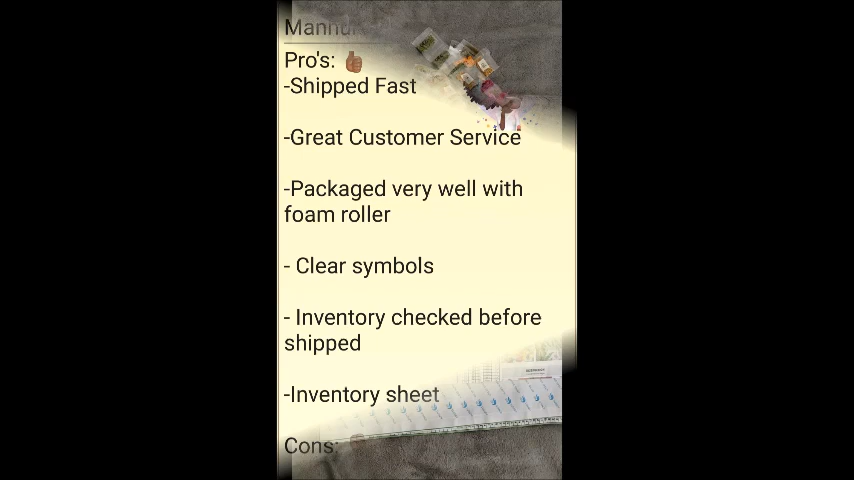 Pro's: 👍🏾
-Shipped Fast
-Great Customer Service
-Packaged very well with
foam roller
- Clear symbols
- Inventory checked before
shipped
-Inventory sheet
Cons: